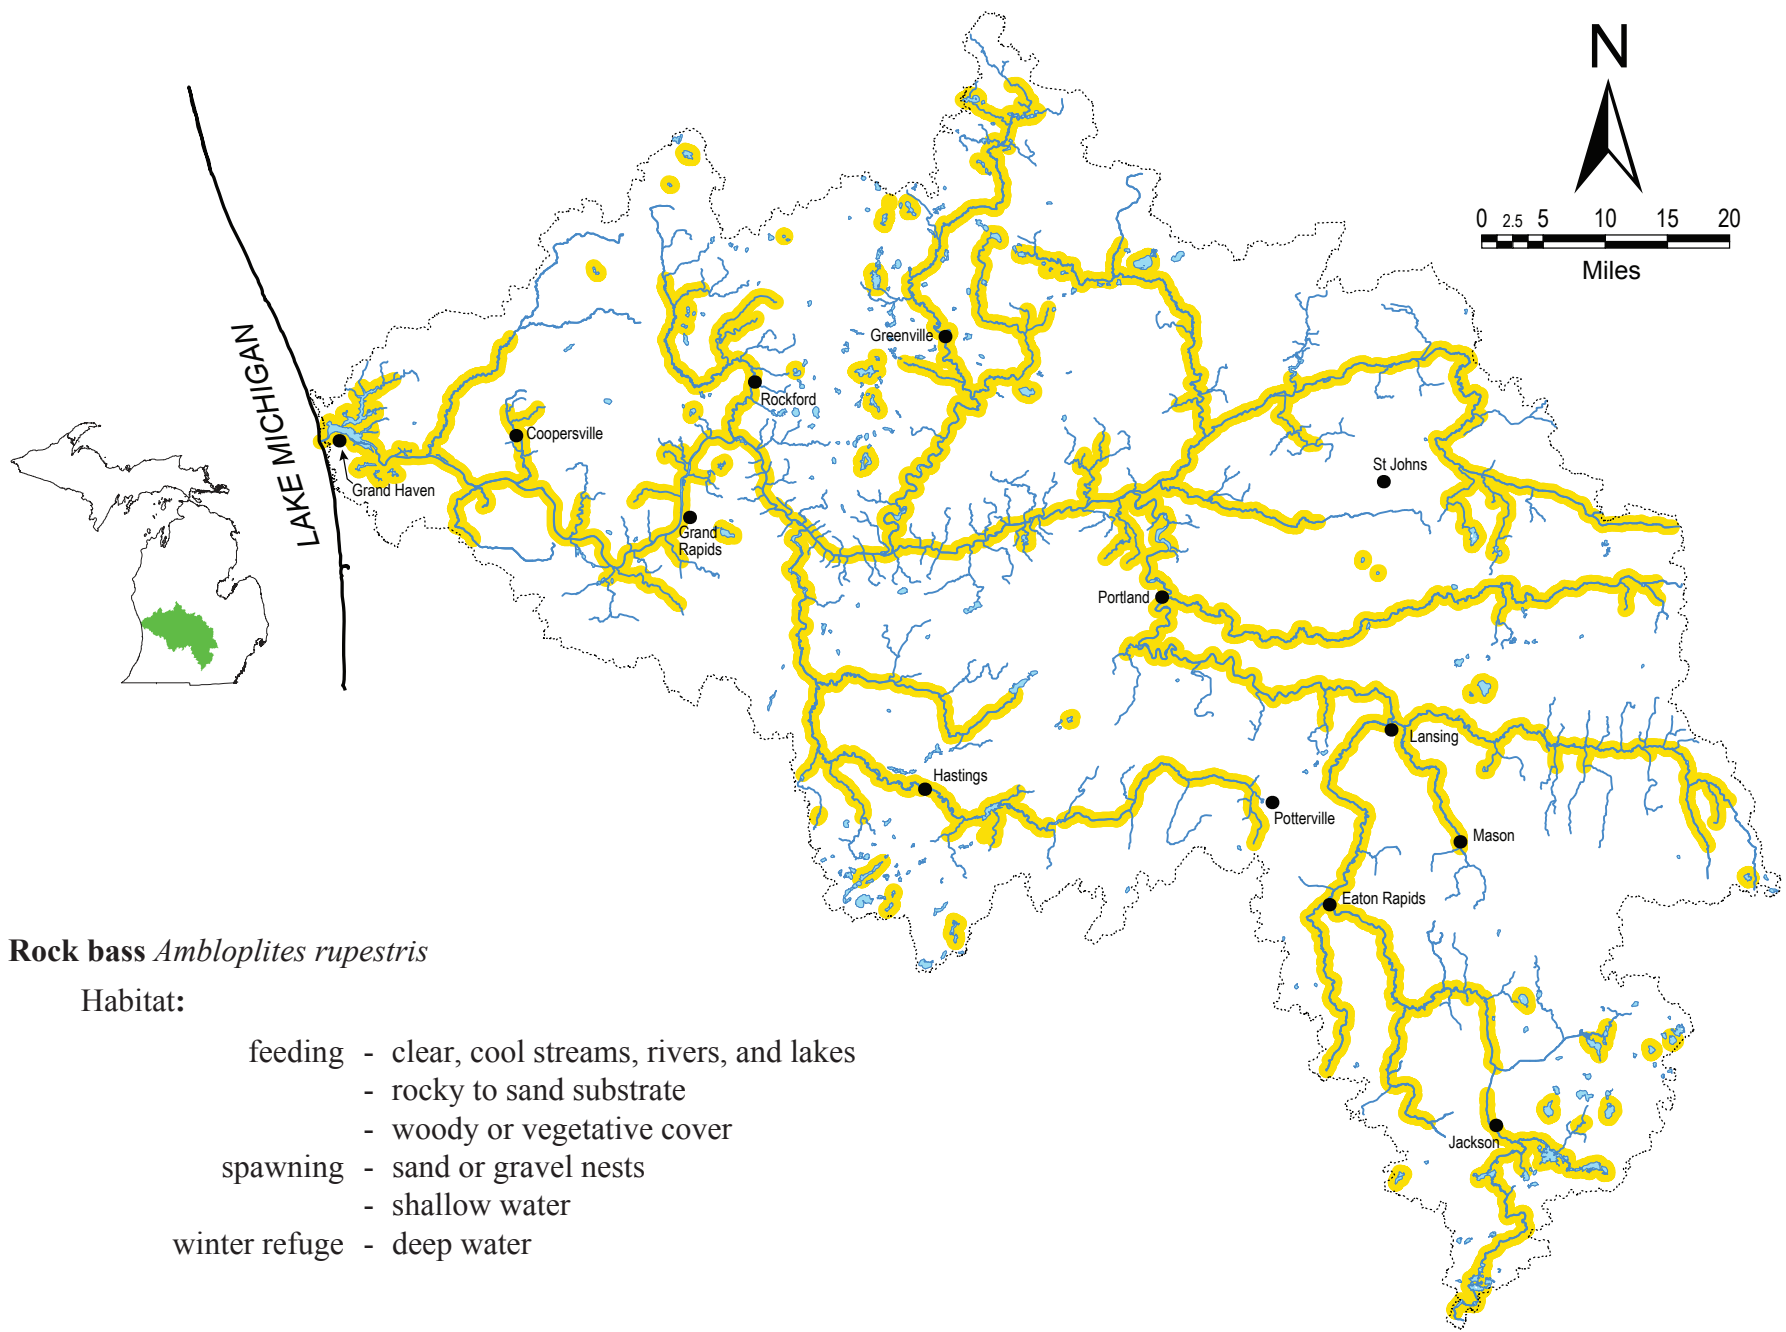 N
0 2.5 5 10 15 20
Miles
LAKE MICHIGAN
Greenville
Rockford
Coopersville
Grand Haven
St Johns
Grand
Rapids
Portland
Lansing
Hastings
Potterville
Mason
Eaton Rapids
Jackson
Rock bass Ambloplites rupestris
Habitat:
feeding - clear, cool streams, rivers, and lakes
- rocky to sand substrate
- woody or vegetative cover
spawning - sand or gravel nests
- shallow water
winter refuge - deep water